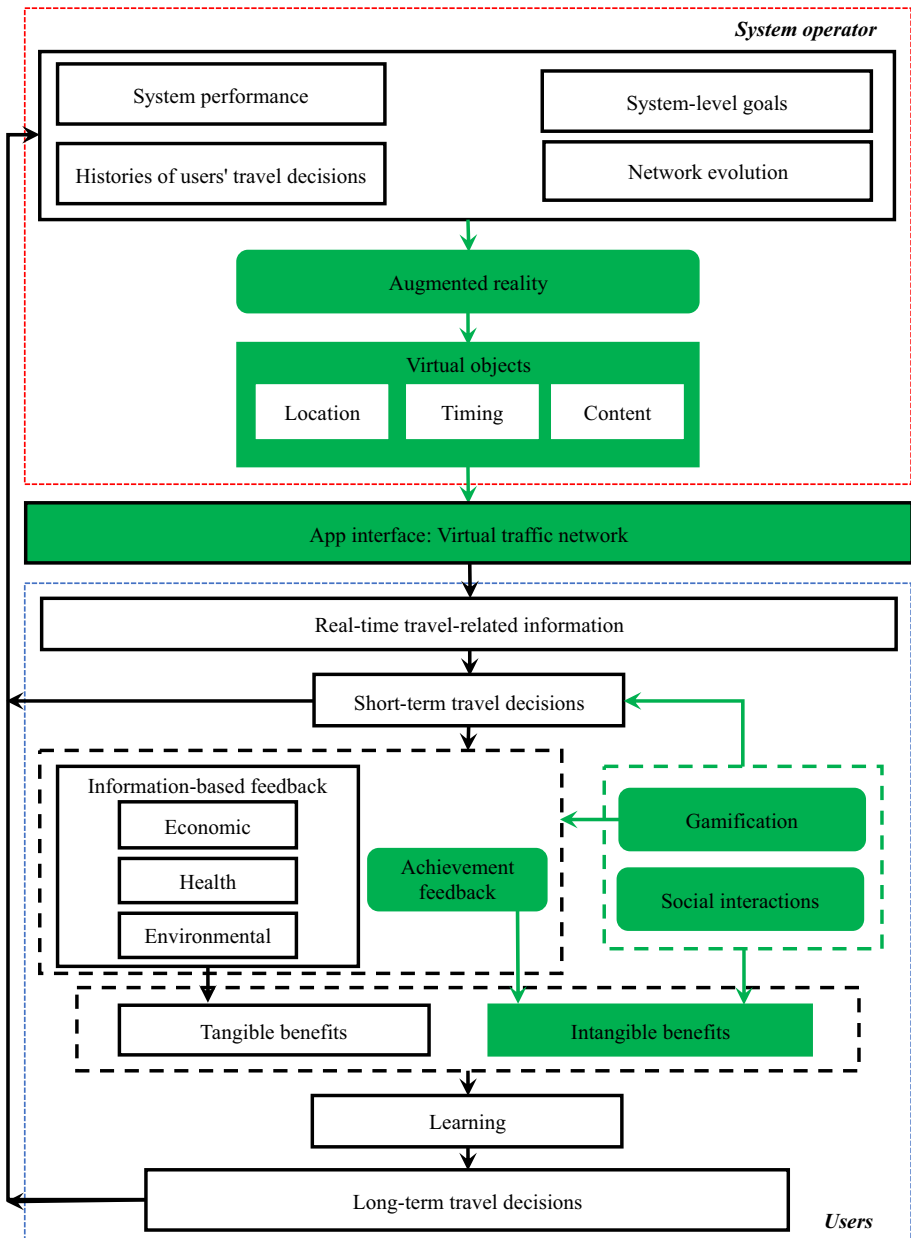 System operator
System performance
System-level goals
Histories of users' travel decisions
Network evolution
Augmented reality
Virtual objects
Location
Timing
Content
App interface: Virtual traffic network
Real-time travel-related information
Short-term travel decisions
Information-based feedback
Economic
Health
Environmental
Achievement
feedback
Gamification
Social interactions
Tangible benefits
Intangible benefits
Learning
Long-term travel decisions
Users